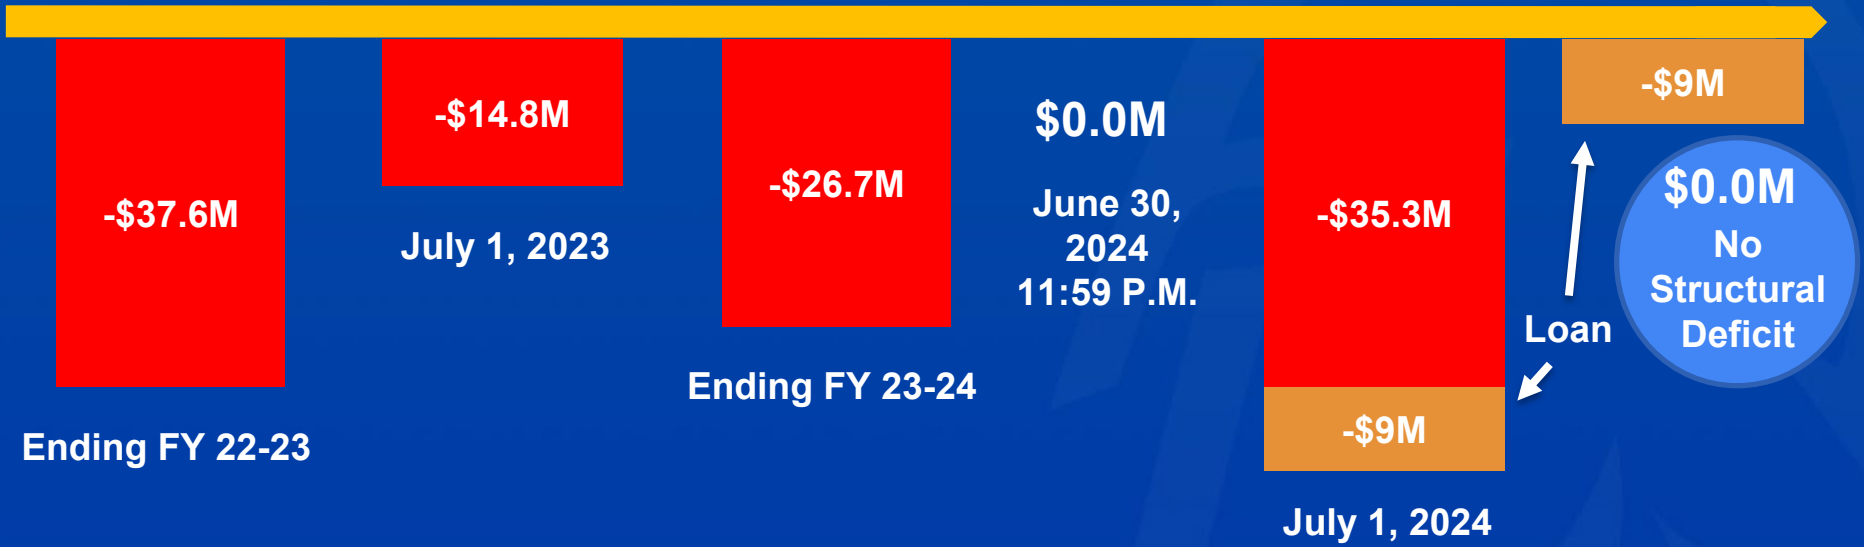 -$37.6M
Ending FY 22-23
-$14.8M
July 1, 2023
-$26.7M
Ending FY 23-24
$0.0M
June 30,
2024
11:59 P.M.
-$35.3M
-$9M
July 1, 2024
Loan
-$9M
$0.0M
No
Structural
Deficit